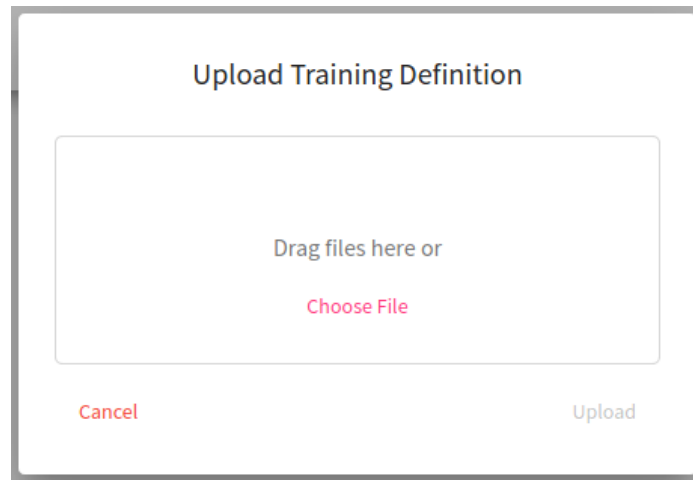 Upload Training Definition
Drag files here or
Choose File
Cancel
Upload